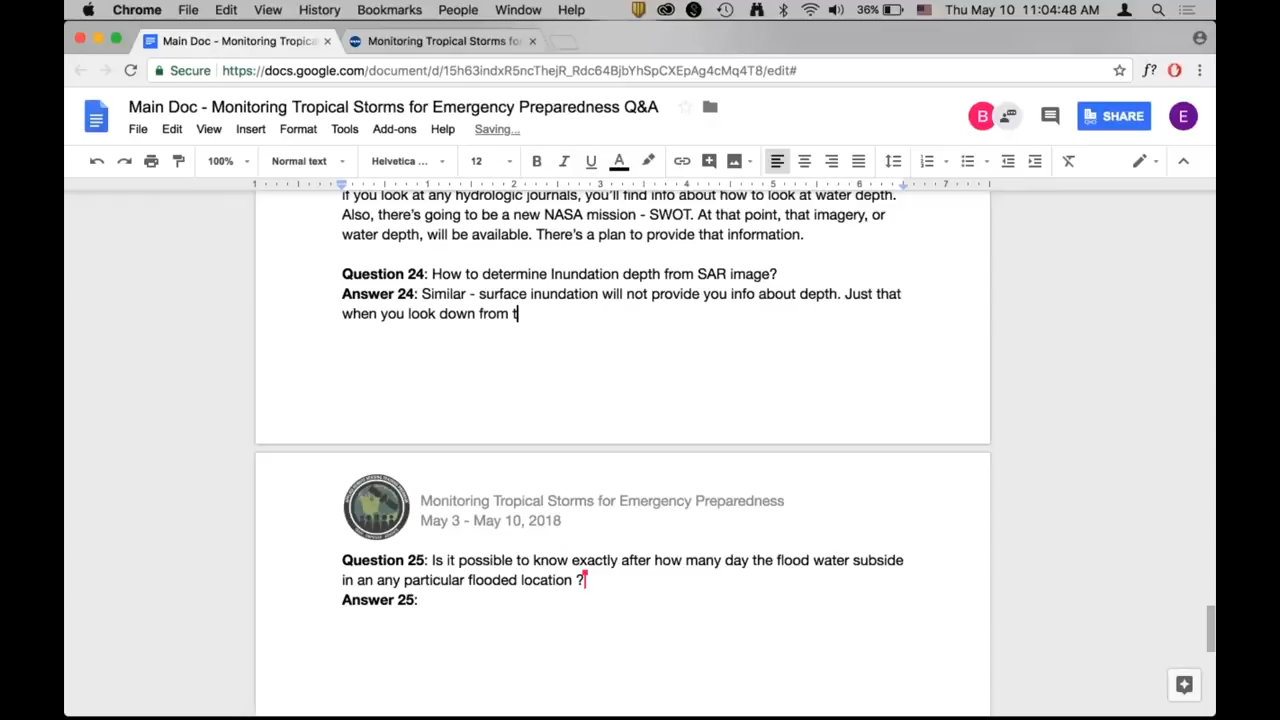 Chrome File Edit View History Bookmarks People Window Help 36% Thu May 10 11:04:48 AM
Main Doc - Monitoring Tropica × Monitoring Tropical Storms fo ×
Secure https://docs.google.com/document/d/15h63indxR5ncThejR_Rdc64BjbYhSpCXEpAg4cMq4T8/edit# f?
Main Doc - Monitoring Tropical Storms for Emergency Preparedness Q&A
B SHARE E
File Edit View Insert Format Tools Add-ons Help Saving...
100% Normal text Helvetica ... 12 B I U A
1 1 2 3 4 5 6 7
if you look at any hydrologic journals, you'll find info about how to look at water depth.
Also, there's going to be a new NASA mission - SWOT. At that point, that imagery, or
water depth, will be available. There's a plan to provide that information.
Question 24: How to determine Inundation depth from SAR image?
Answer 24: Similar - surface inundation will not provide you info about depth. Just that
when you look down from t
Monitoring Tropical Storms for Emergency Preparedness
May 3 - May 10, 2018
Question 25: Is it possible to know exactly after how many day the flood water subside
in an any particular flooded location ?
Answer 25: